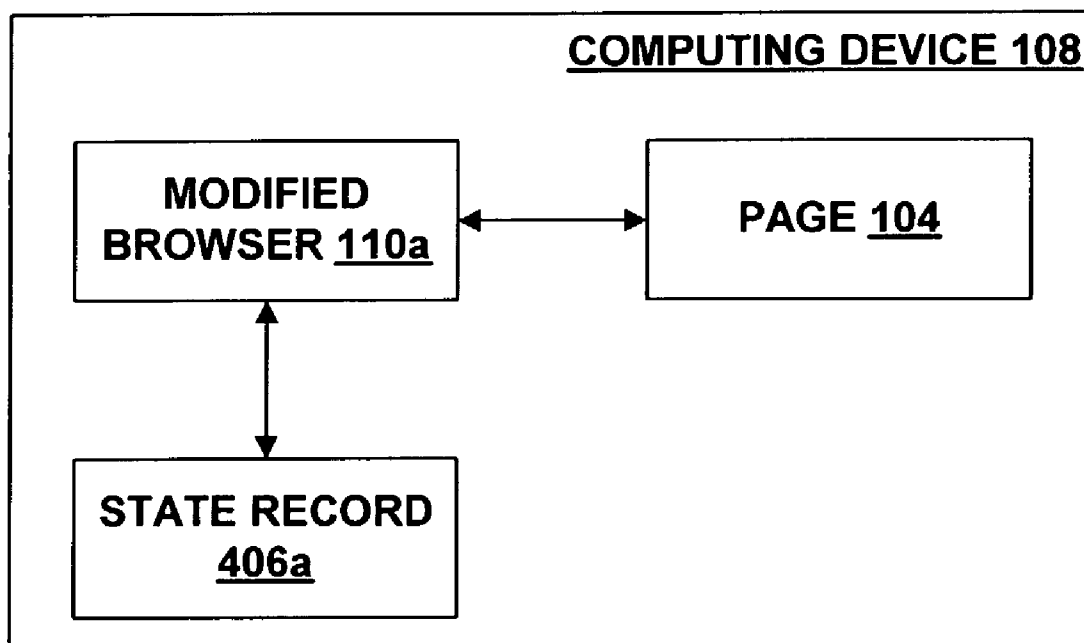 COMPUTING DEVICE 108
MODIFIED
BROWSER 110a
PAGE 104
STATE RECORD
406a